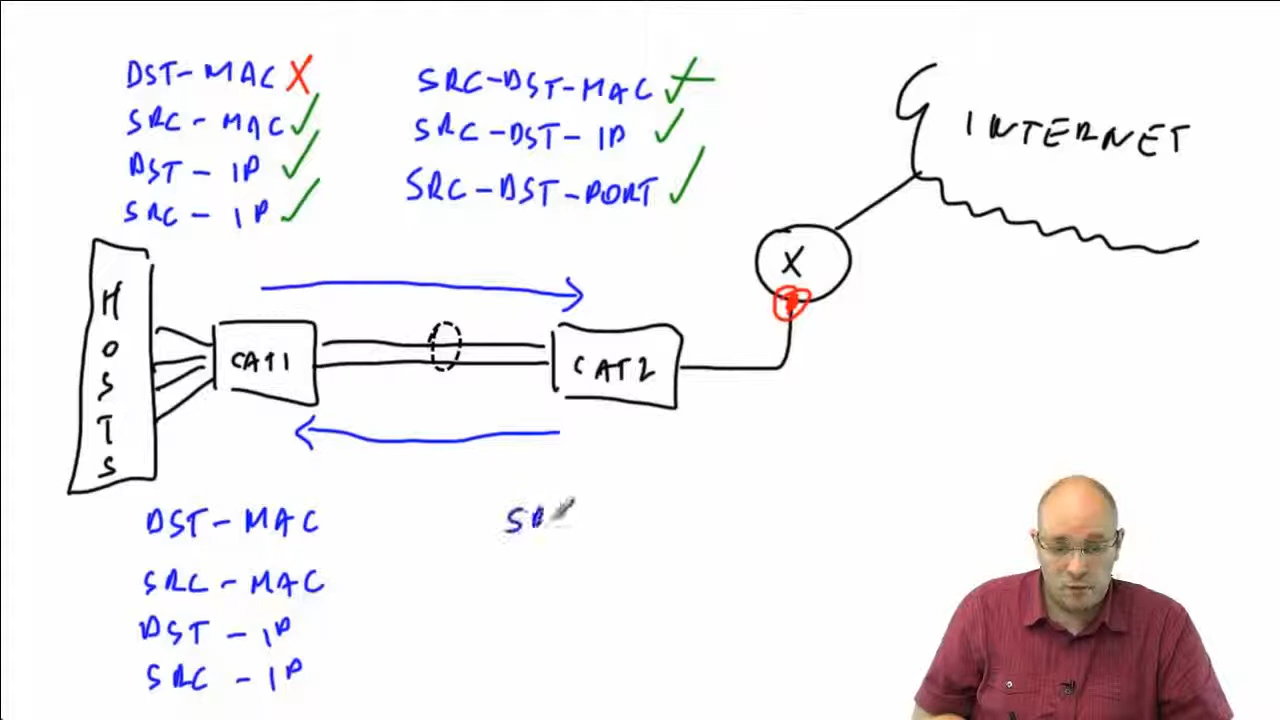 DST-MAC X
SRC-MAC ✓
DST-IP ✓
SRC-IP ✓
SRC-DST-MAC ✓
SRC-DST-IP ✓
SRC-DST-PORT ✓
INTERNET
X
HOSTS
CAT1
CAT2
DST-MAC
SRC-MAC
DST-IP
SRC-IP